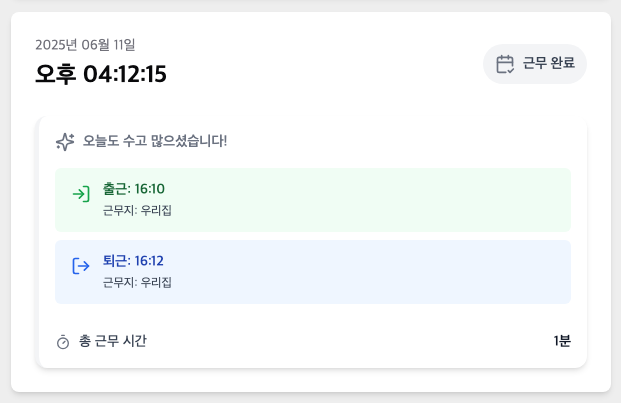 2025년 06월 11일
오후 04:12:15
근무 완료
오늘도 수고 많으셨습니다!
출근: 16:10
근무지: 우리집
퇴근: 16:12
근무지: 우리집
총 근무 시간
1분